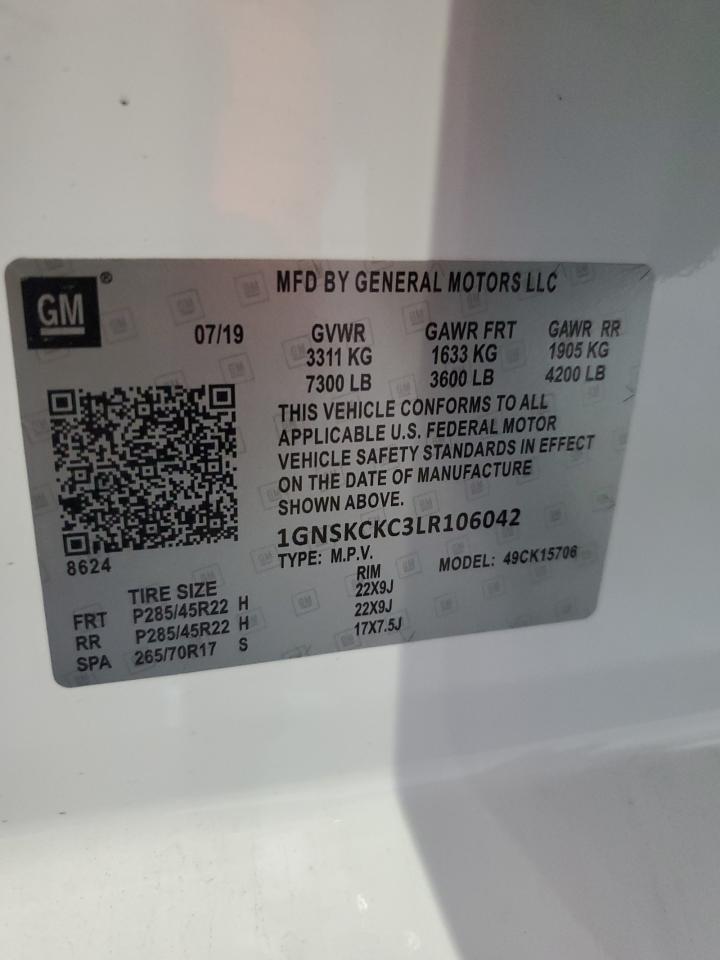 GM ®
MFD BY GENERAL MOTORS LLC
07/19 GVWR GAWR FRT GAWR RR
3311 KG 1633 KG 1905 KG
7300 LB 3600 LB 4200 LB
THIS VEHICLE CONFORMS TO ALL
APPLICABLE U.S. FEDERAL MOTOR
VEHICLE SAFETY STANDARDS IN EFFECT
ON THE DATE OF MANUFACTURE
SHOWN ABOVE.
1GNSKCKC3LR106042
8624
TYPE: M.P.V. MODEL: 49CK15706
TIRE SIZE RIM
FRT P285/45R22 H 22X9J
RR P285/45R22 H 22X9J
SPA 265/70R17 S 17X7.5J